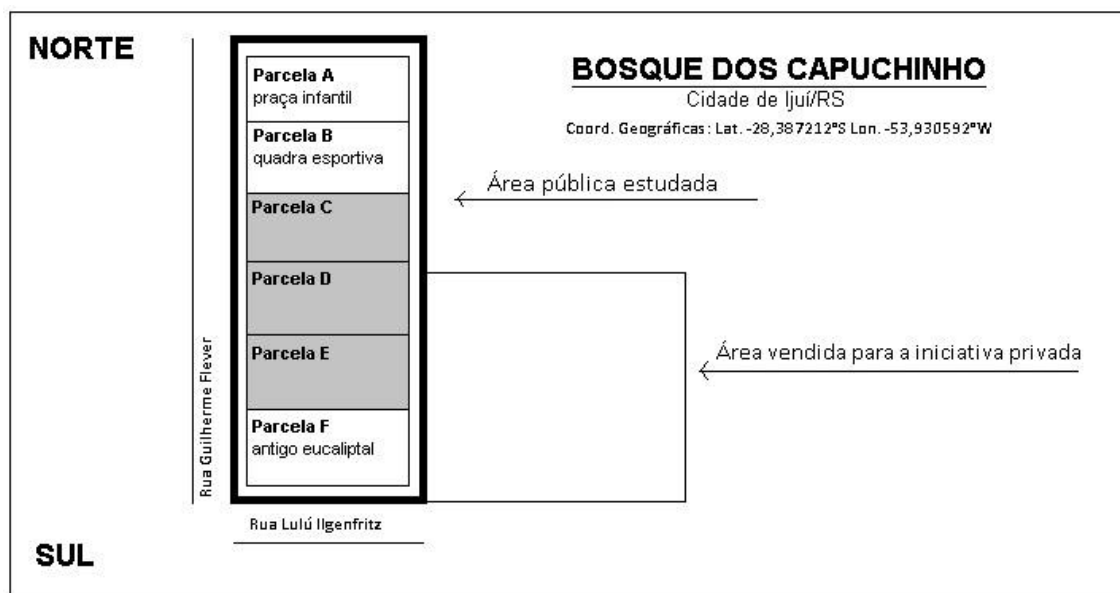 NORTE
BOSQUE DOS CAPUCHINHO
Cidade de Ijuí/RS
Coord. Geográficas: Lat. -28,387212°S Lon. -53,930592°W
Parcela A
praça infantil
Parcela B
quadra esportiva
Área pública estudada
Parcela C
Parcela D
Parcela E
Área vendida para a iniciativa privada
Parcela F
antigo eucaliptal
Rua Guilherme Flever
Rua Lulú Ilgenfritz
SUL